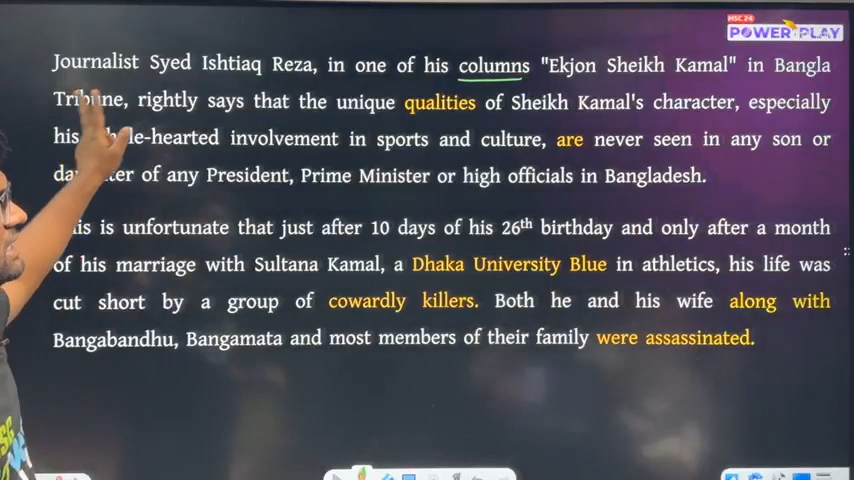 HSC 24
POWER PLAY
Journalist Syed Ishtiaq Reza, in one of his columns "Ekjon Sheikh Kamal" in Bangla
Tribune, rightly says that the unique qualities of Sheikh Kamal's character, especially
his involvement in sports and culture, are never seen in any son or
of any President, Prime Minister or high officials in Bangladesh.
is unfortunate that just after 10 days of his 26th birthday and only after a month
of his marriage with Sultana Kamal, a Dhaka University Blue in athletics, his life was
cut short by a group of cowardly killers. Both he and his wife along with
Bangabandhu, Bangamata and most members of their family were assassinated.